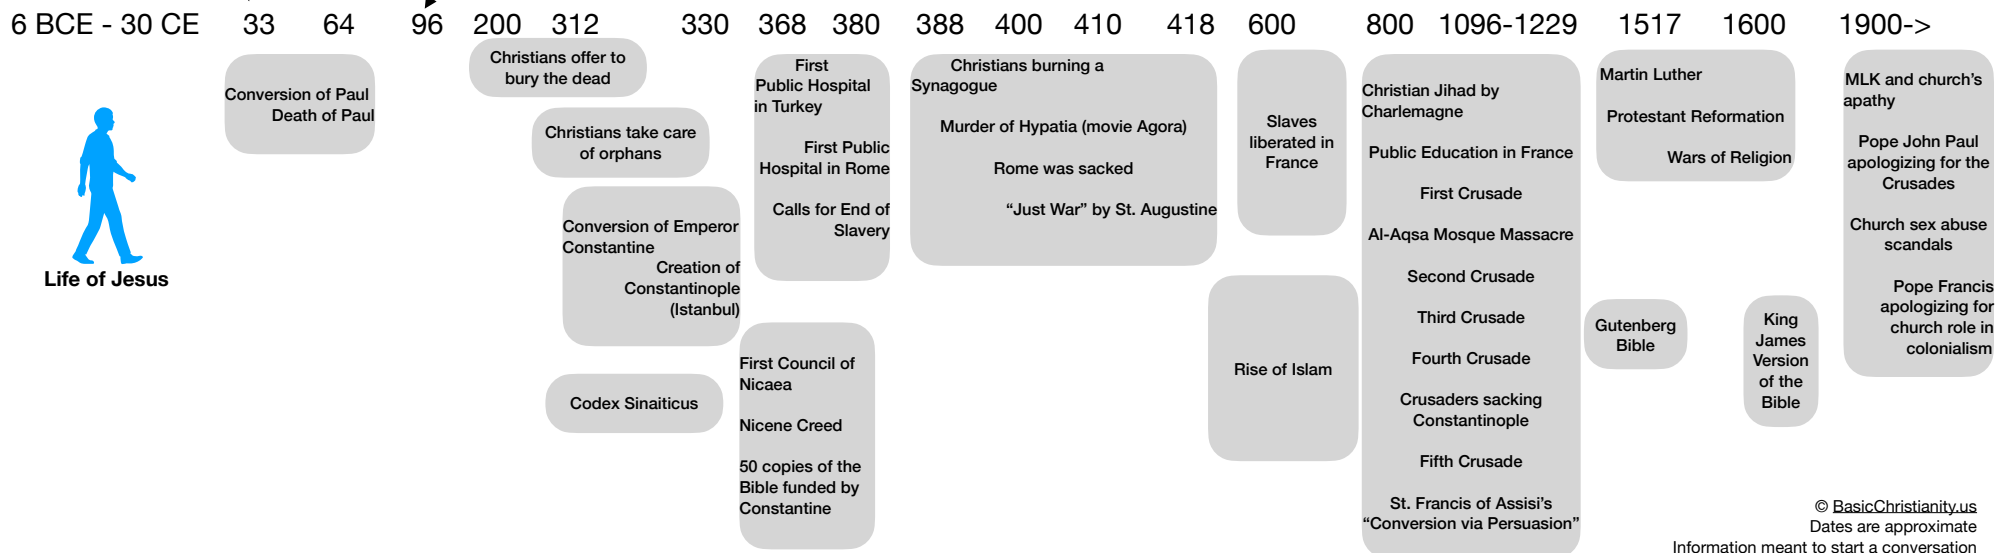 6 BCE - 30 CE 33 64 96 200 312 330 368 380 388 400 410 418 600 800 1096-1229 1517 1600 1900->
Life of Jesus
Conversion of Paul
Death of Paul
Christians offer to
bury the dead
Christians take care
of orphans
Conversion of Emperor
Constantine
Creation of
Constantinople
(Istanbul)
Codex Sinaiticus
First
Public Hospital
in Turkey
First Public
Hospital in Rome
Calls for End of
Slavery
First Council of
Nicaea
Nicene Creed
50 copies of the
Bible funded by
Constantine
Christians burning a
Synagogue
Murder of Hypatia (movie Agora)
Rome was sacked
“Just War” by St. Augustine
Slaves
liberated in
France
Rise of Islam
Christian Jihad by
Charlemagne
Public Education in France
First Crusade
Al-Aqsa Mosque Massacre
Second Crusade
Third Crusade
Fourth Crusade
Crusaders sacking
Constantinople
Fifth Crusade
St. Francis of Assisi’s
“Conversion via Persuasion”
Martin Luther
Protestant Reformation
Wars of Religion
Gutenberg
Bible
King
James
Version
of the
Bible
MLK and church’s
apathy
Pope John Paul
apologizing for the
Crusades
Church sex abuse
scandals
Pope Francis
apologizing for
church role in
colonialism
© BasicChristianity.us
Dates are approximate
Information meant to start a conversation